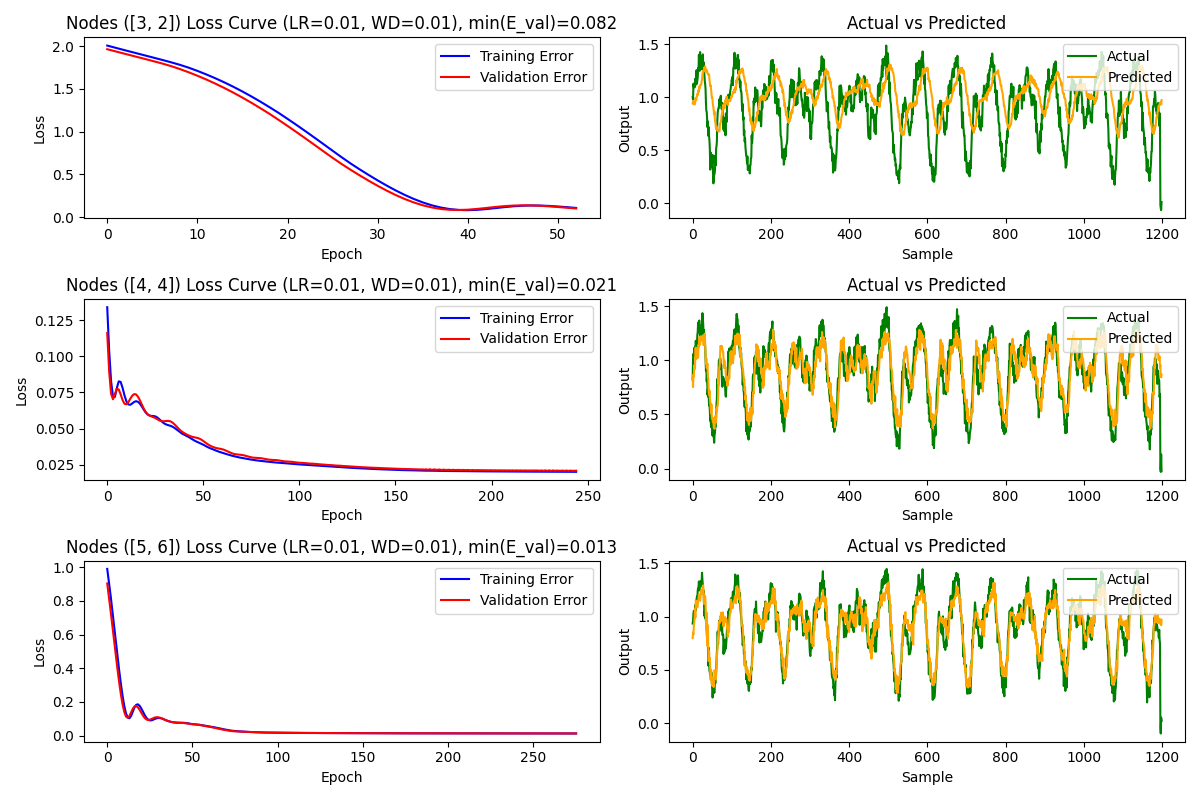 Nodes ([3, 2]) Loss Curve (LR=0.01, WD=0.01), min(E_val)=0.082
2.0
1.5
1.0
0.5
0.0
Loss
Training Error
Validation Error
0 10 20 30 40 50
Epoch
Actual vs Predicted
1.5
1.0
0.5
0.0
Output
Actual
Predicted
0 200 400 600 800 1000 1200
Sample
Nodes ([4, 4]) Loss Curve (LR=0.01, WD=0.01), min(E_val)=0.021
0.125
0.100
0.075
0.050
0.025
Loss
Training Error
Validation Error
0 50 100 150 200 250
Epoch
Actual vs Predicted
1.5
1.0
0.5
0.0
Output
Actual
Predicted
0 200 400 600 800 1000 1200
Sample
Nodes ([5, 6]) Loss Curve (LR=0.01, WD=0.01), min(E_val)=0.013
1.0
0.8
0.6
0.4
0.2
0.0
Loss
Training Error
Validation Error
0 50 100 150 200 250
Epoch
Actual vs Predicted
1.5
1.0
0.5
0.0
Output
Actual
Predicted
0 200 400 600 800 1000 1200
Sample